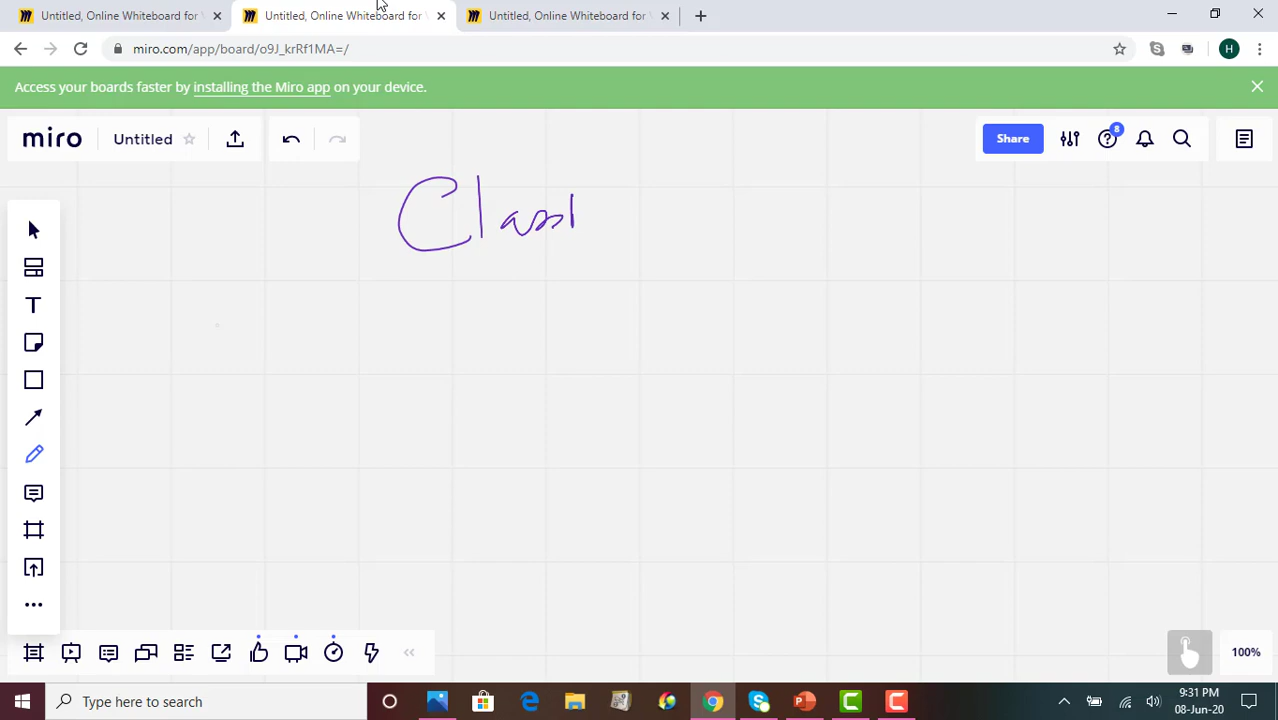 Untitled, Online Whiteboard for V
Untitled, Online Whiteboard for V
Untitled, Online Whiteboard for V
miro.com/app/board/o9J_krRf1MA=/
H
Access your boards faster by installing the Miro app on your device.
miro
Untitled
Share
8
Class1
T
100%
Type here to search
9:31 PM
08-Jun-20